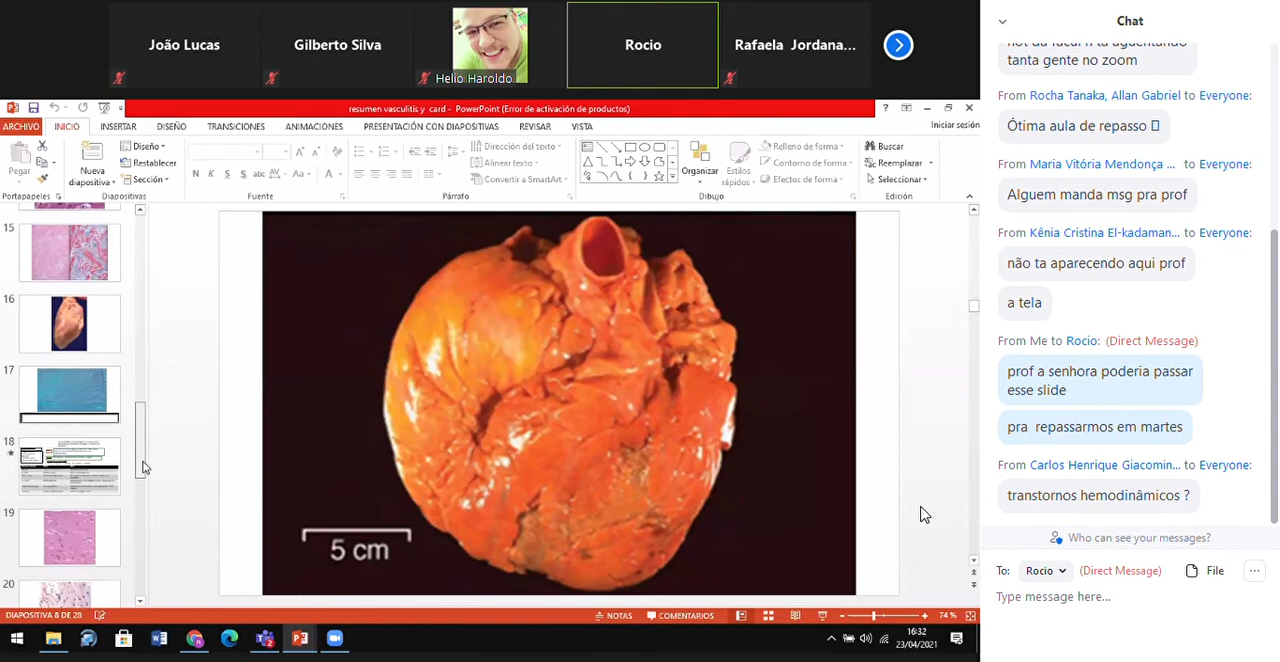 João Lucas
Gilberto Silva
Helio Haroldo
Rocio
Rafaela Jordana...
resumen vasculitis y card - PowerPoint (Error de activación de productos)
ARCHIVO INICIO INSERTAR DISEÑO TRANSICIONES ANIMACIONES PRESENTACIÓN CON DIAPOSITIVAS REVISAR VISTA
Iniciar sesión
Pegar
Nueva
diapositiva
Diseño
Restablecer
Sección
N K S S abc AV Aa A
Dirección del texto
Alinear texto
Convertir a SmartArt
Organizar
Estilos
rápidos
Relleno de forma
Contorno de forma
Efectos de forma
Buscar
Reemplazar
Seleccionar
Portapapeles
Diapositivas
Fuente
Párrafo
Dibujo
Edición
15
16
17
18
19
20
5 cm
DIAPOSITIVA 8 DE 28
NOTAS
COMENTARIOS
74 %
16:32
23/04/2021
Chat
tanta gente no zoom
From Rocha Tanaka, Allan Gabriel to Everyone:
Ótima aula de repasso
From Maria Vitória Mendonça ... to Everyone:
Alguem manda msg pra prof
From Kênia Cristina El-kadaman... to Everyone:
não ta aparecendo aqui prof
a tela
From Me to Rocio: (Direct Message)
prof a senhora poderia passar
esse slide
pra repassarmos em martes
From Carlos Henrique Giacomin... to Everyone:
transtornos hemodinâmicos ?
Who can see your messages?
To: Rocio (Direct Message) File ...
Type message here...